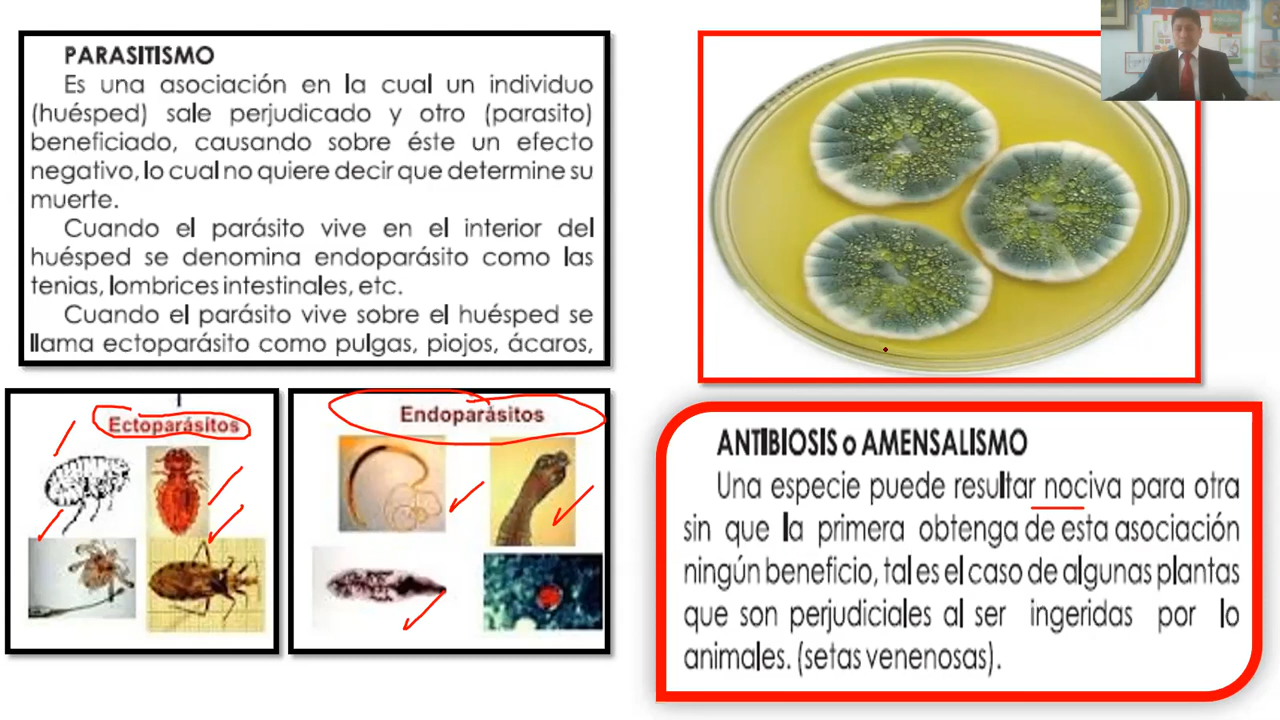 PARASITISMO
Es una asociación en la cual un individuo
(huésped) sale perjudicado y otro (parasito)
beneficiado, causando sobre éste un efecto
negativo, lo cual no quiere decir que determine su
muerte.
Cuando el parásito vive en el interior del
huésped se denomina endoparásito como las
tenias, lombrices intestinales, etc.
Cuando el parásito vive sobre el huésped se
llama ectoparásito como pulgas, piojos, ácaros,
Ectoparásitos
Endoparásitos
ANTIBIOSIS o AMENSALISMO
Una especie puede resultar nociva para otra
sin que la primera obtenga de esta asociación
ningún beneficio, tal es el caso de algunas plantas
que son perjudiciales al ser ingeridas por lo
animales. (setas venenosas).